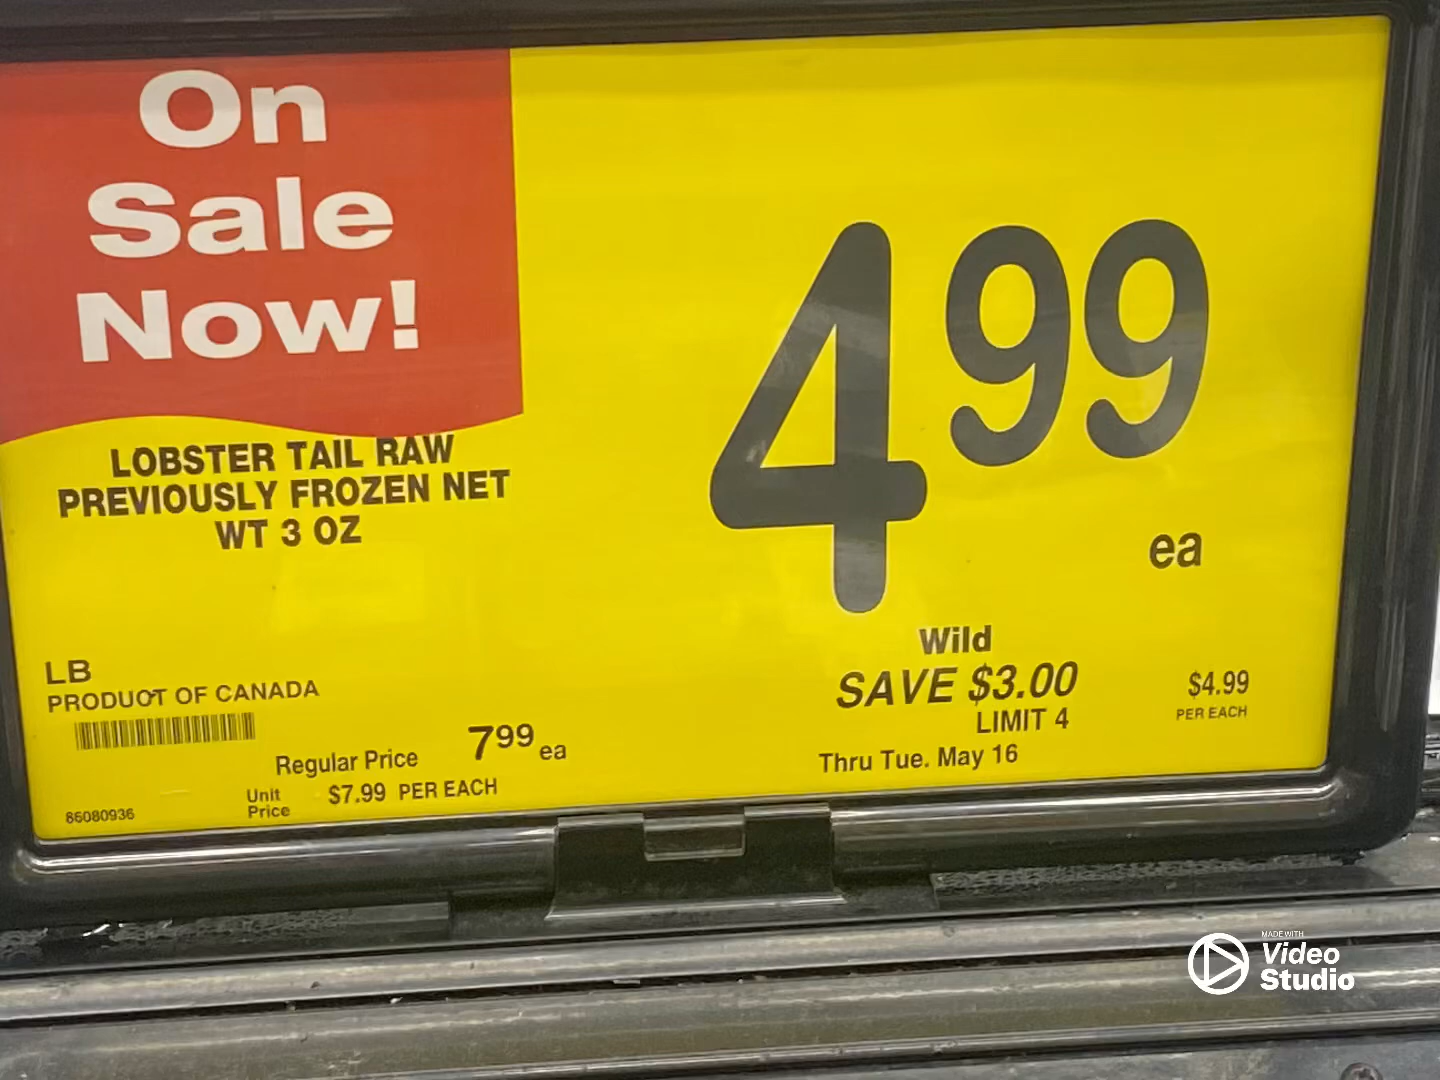 On
Sale
Now!
LOBSTER TAIL RAW
PREVIOUSLY FROZEN NET
WT 3 OZ
LB
PRODUCT OF CANADA
Regular Price 7 99 ea
Unit Price $7.99 PER EACH
86080936
4 99
ea
Wild
SAVE $3.00
LIMIT 4
Thru Tue. May 16
$4.99
PER EACH
MADE WITH
Video
Studio